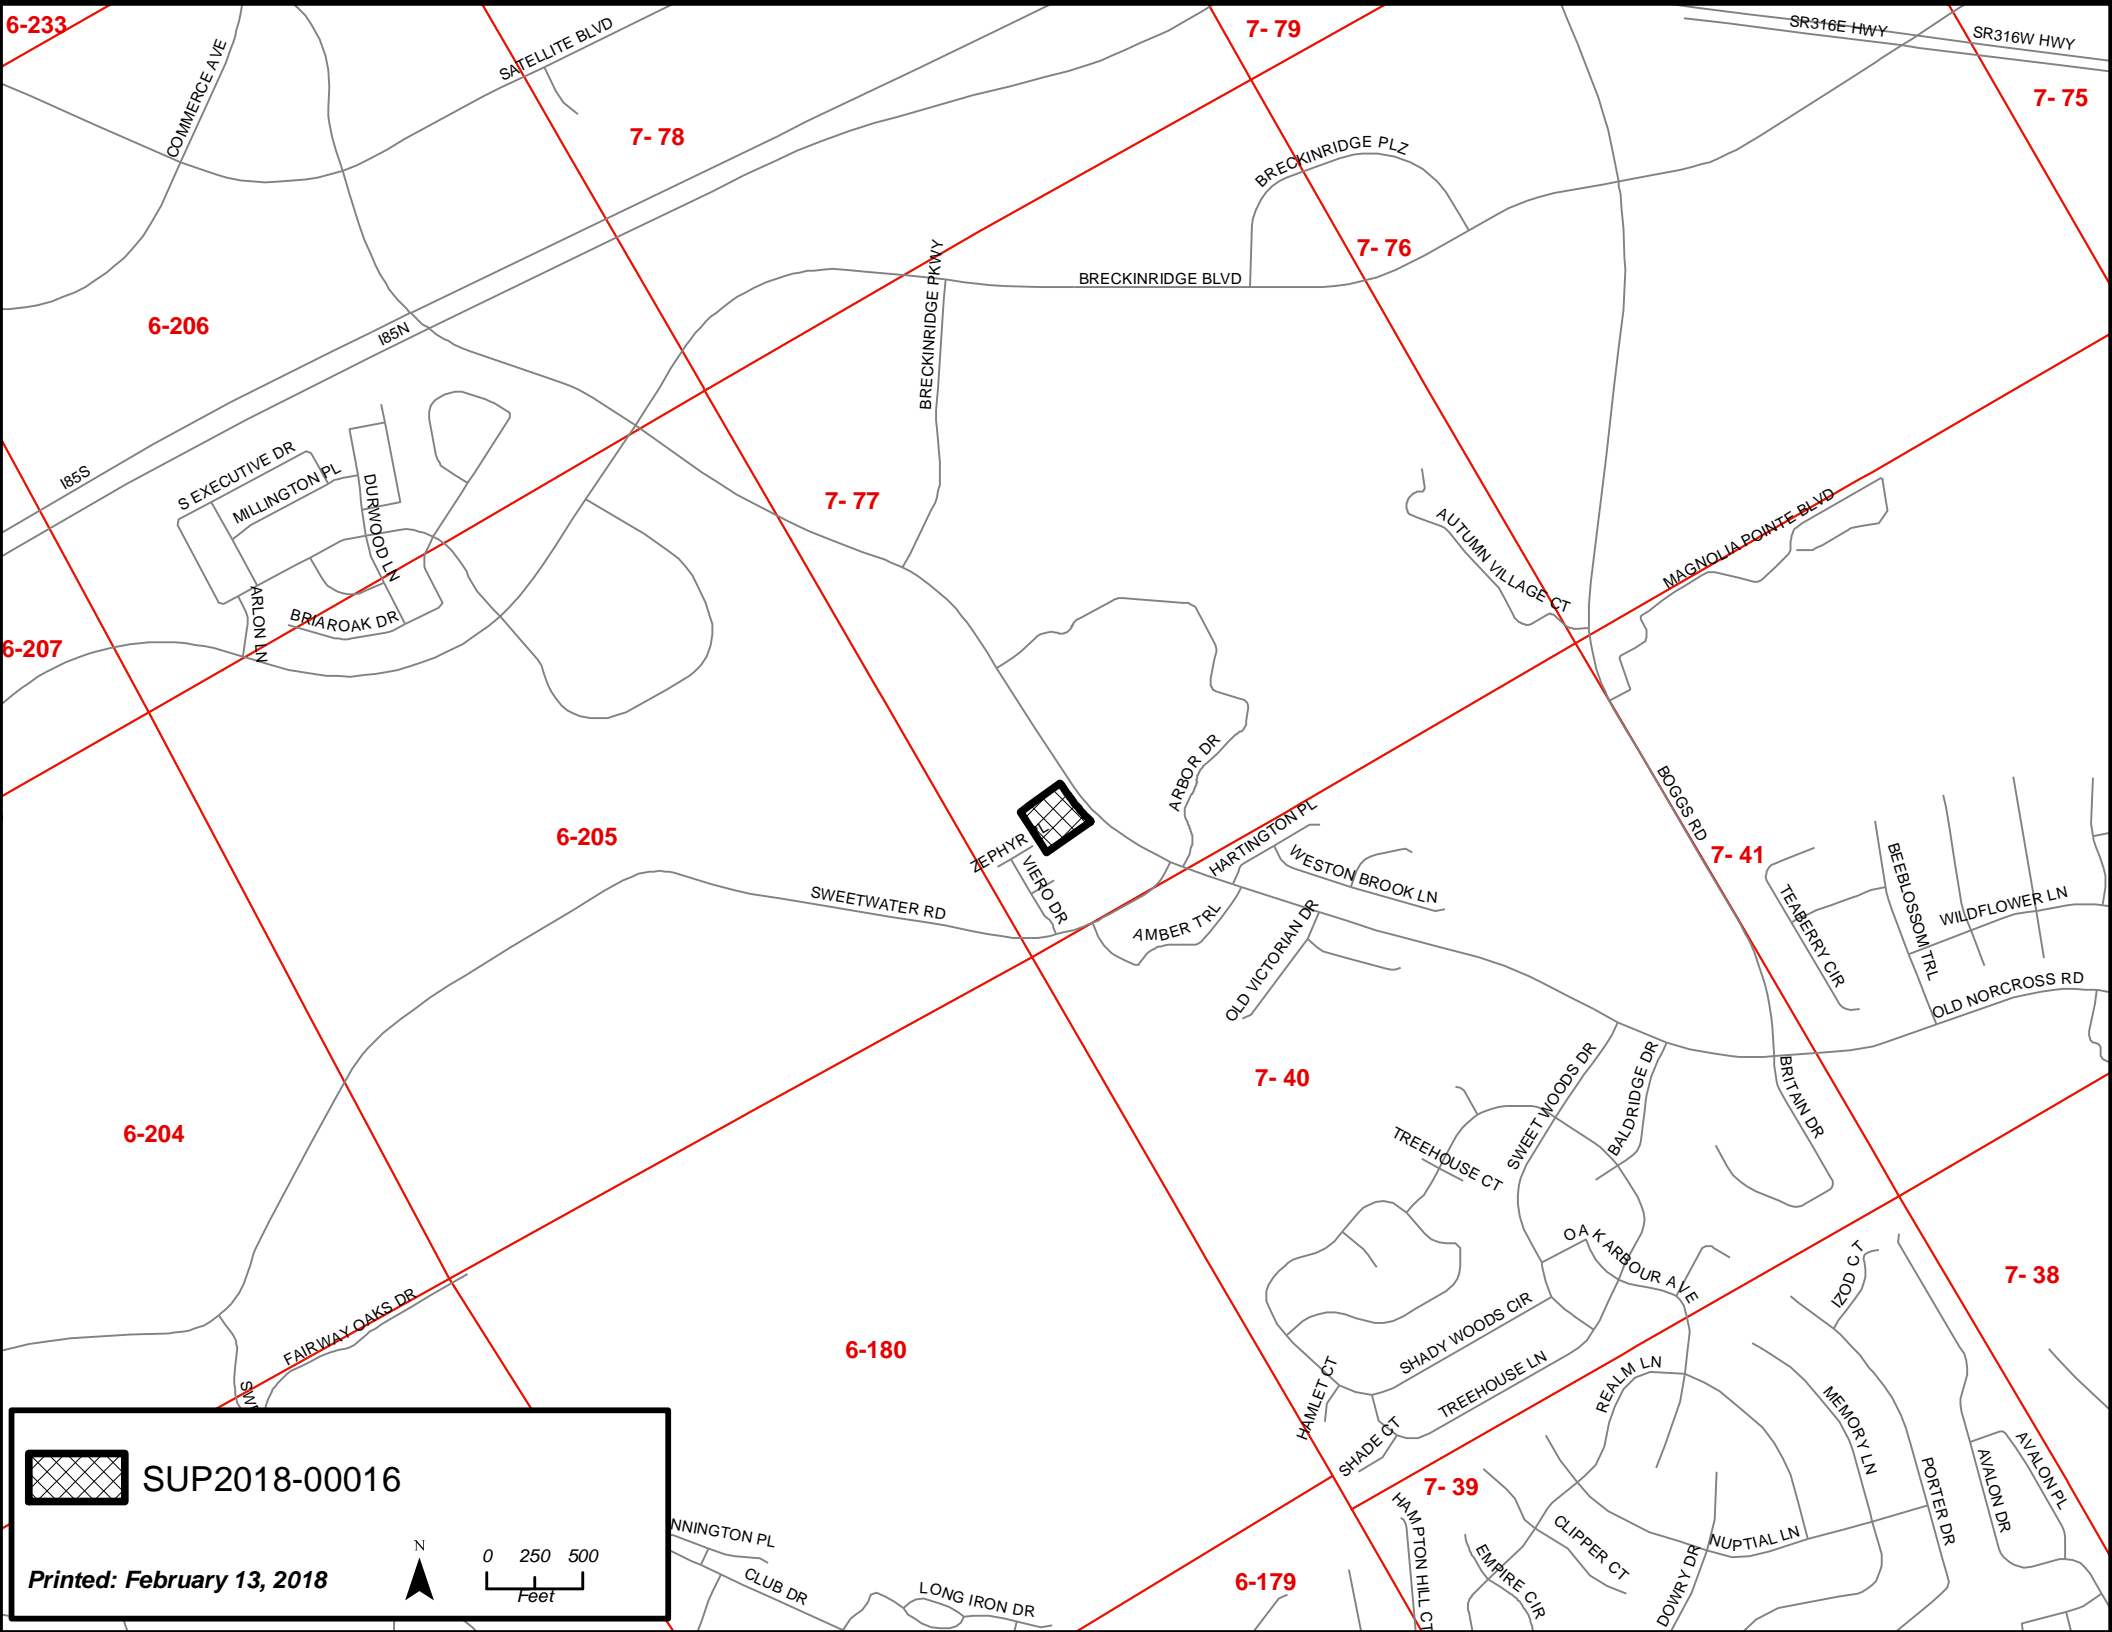 6-233
COMMERCE AVE
SATELLITE BLVD
7- 79
SR316E HWY
SR316W HWY
7- 75
7- 78
BRECKINRIDGE PLZ
7- 76
BRECKINRIDGE BLVD
BRECKINRIDGE PKWY
6-206
I85N
I85S
S EXECUTIVE DR
MILLINGTON PL
DURWOOD LN
7- 77
AUTUMN VILLAGE CT
MAGNOLIA POINTE BLVD
ARLON LN
BRIAROAK DR
6-207
ARBOR DR
BOGGS RD
6-205
ZEPHYR
VIERO DR
HARTINGTON PL
WESTON BROOK LN
7- 41
TEABERRY CIR
BEEBLOSSOM TRL
WILDFLOWER LN
SWEETWATER RD
AMBER TRL
OLD VICTORIAN DR
OLD NORCROSS RD
7- 40
6-204
SWEET WOODS DR
BALDRIDGE DR
BRITAIN DR
TREEHOUSE CT
OAK ARBOUR AVE
IZOD CT
7- 38
FAIRWAY OAKS DR
6-180
SHADY WOODS CIR
TREEHOUSE LN
HAMLET CT
SHADE CT
REALM LN
MEMORY LN
PORTER DR
AVALON DR
AVALON PL
7- 39
HAMPTON HILL CT
EMPIRE CIR
CLIPPER CT
NUPTIAL LN
DOWRY DR
6-179
NNINGTON PL
CLUB DR
LONG IRON DR
SUP2018-00016
Printed: February 13, 2018
N
0 250 500
Feet